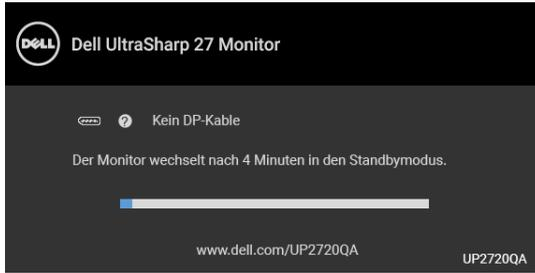 DELL
Dell UltraSharp 27 Monitor
Kein DP-Kable
Der Monitor wechselt nach 4 Minuten in den Standbymodus.
www.dell.com/UP2720QA
UP2720QA